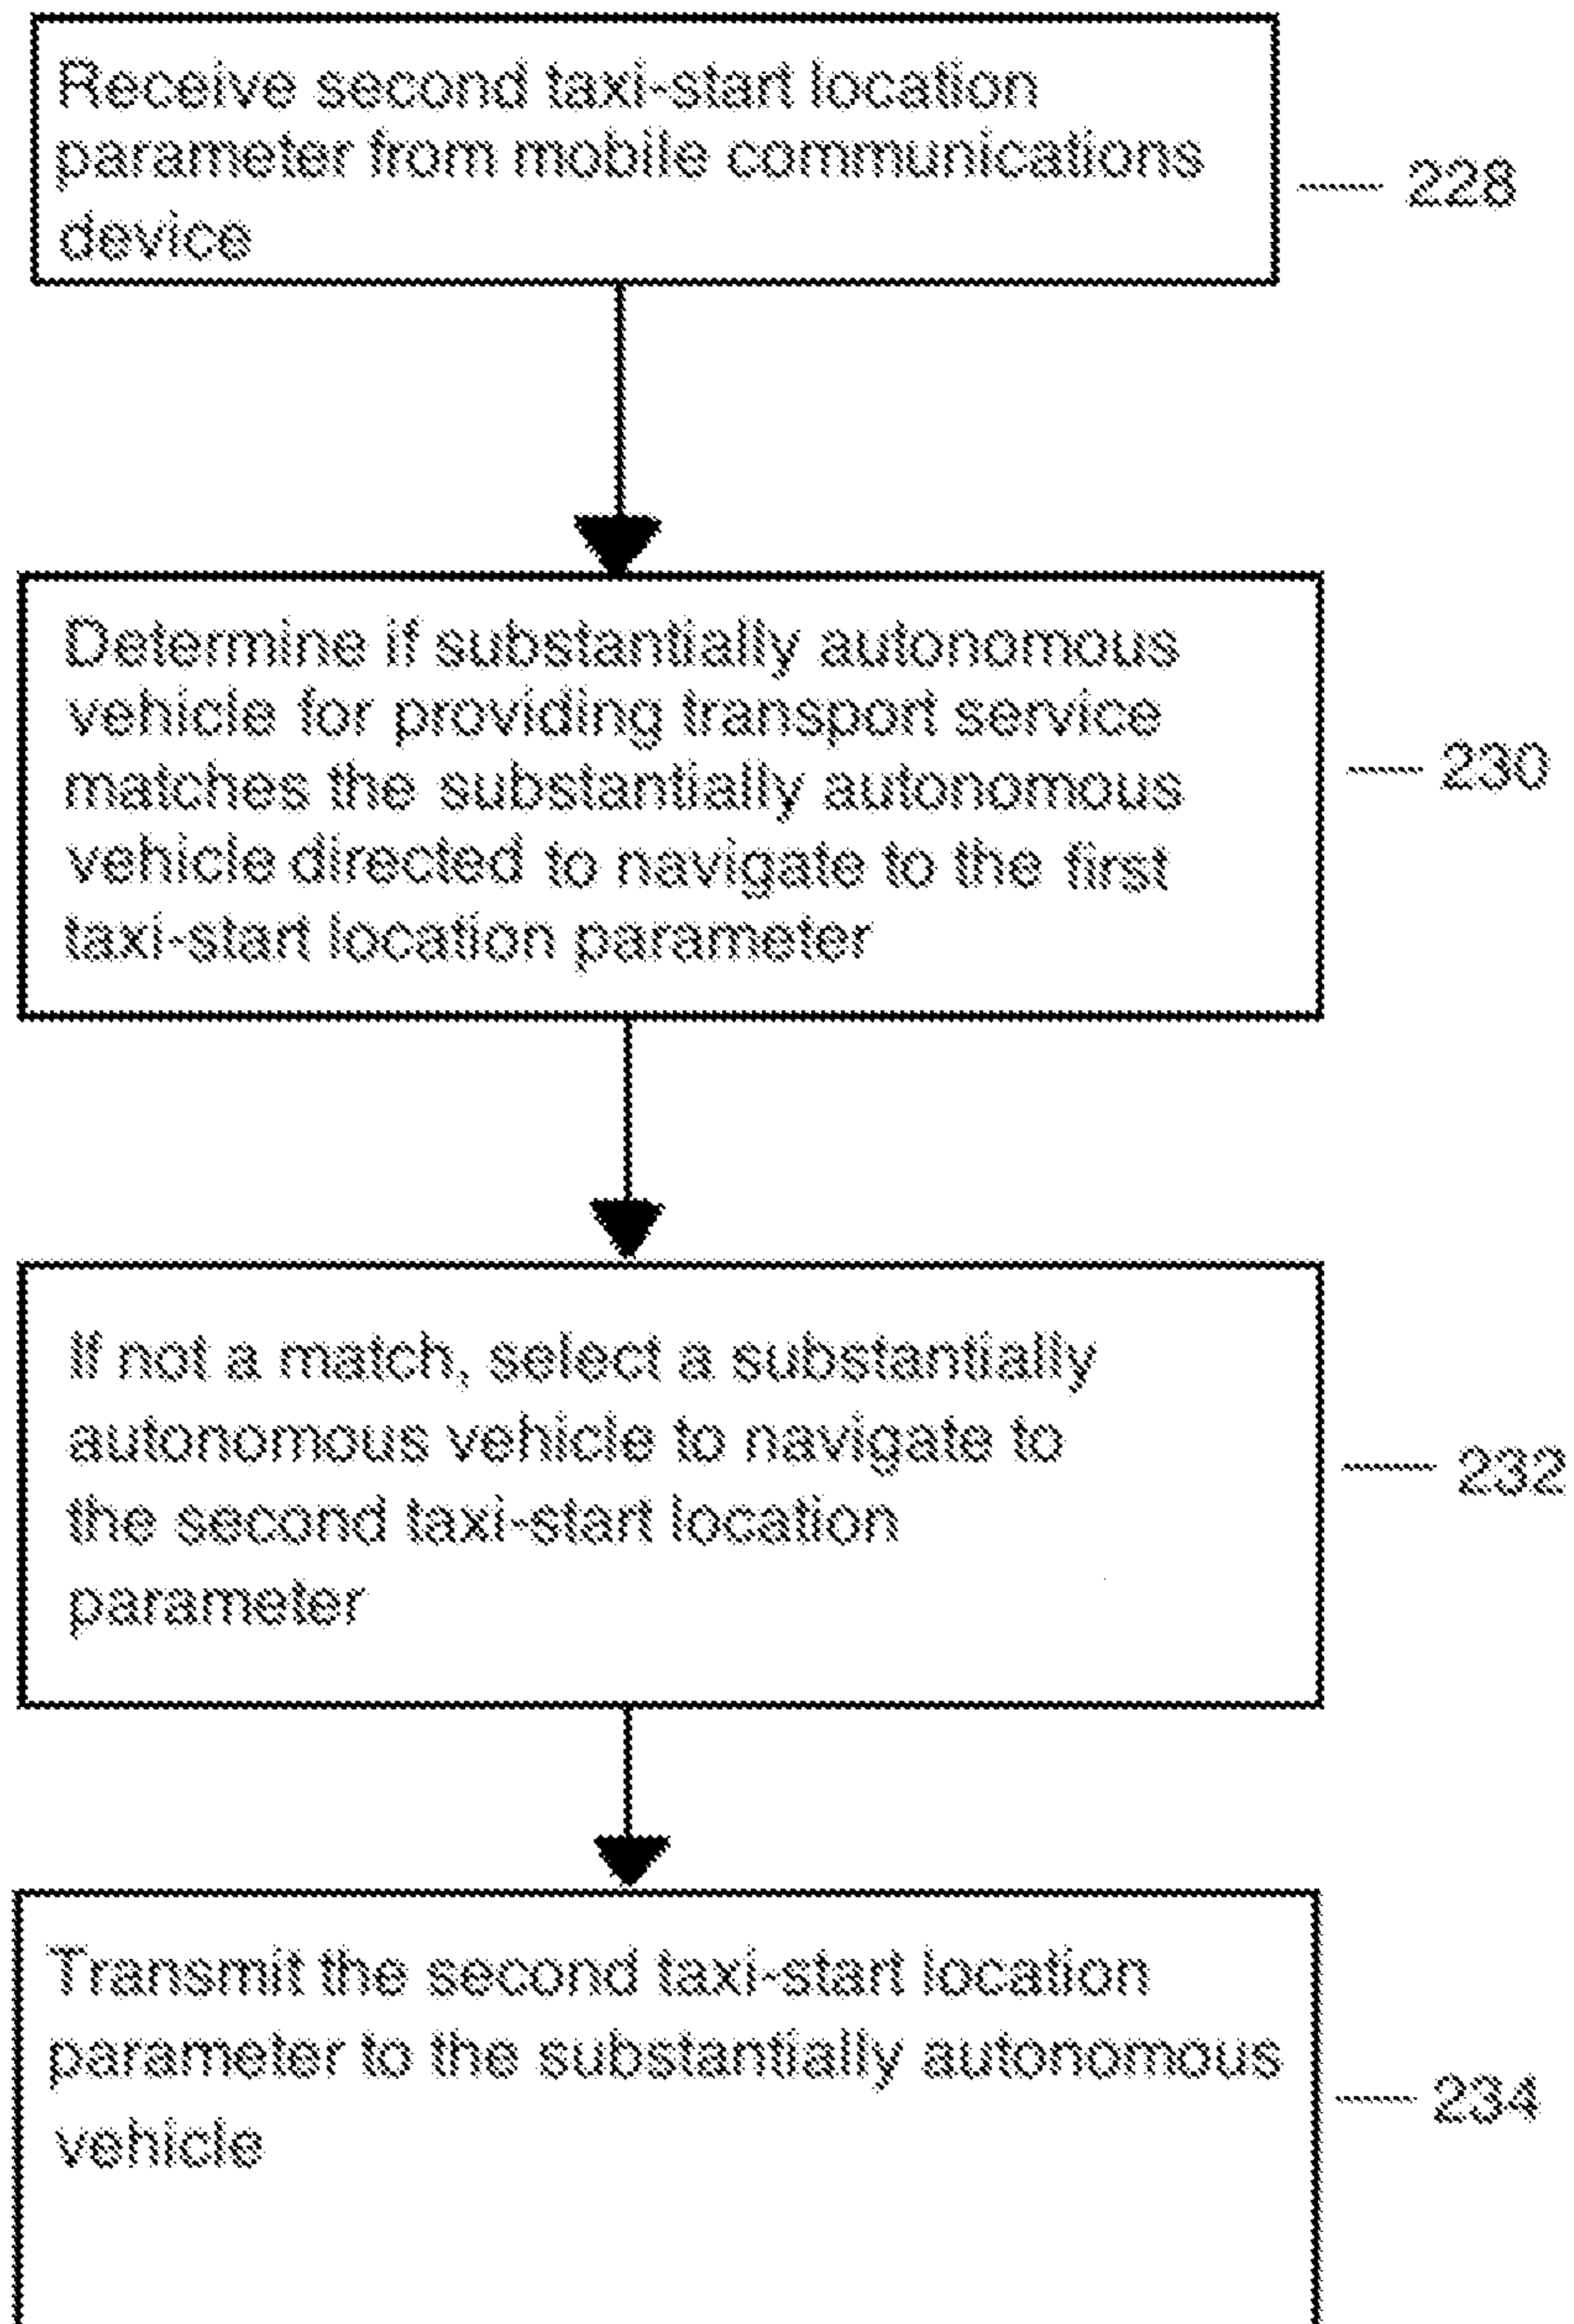 Receive second taxi-start location
parameter from mobile communications
device
228
Determine if substantially autonomous
vehicle for providing transport service
matches the substantially autonomous
vehicle directed to navigate to the first
taxi-start location parameter
230
If not a match, select a substantially
autonomous vehicle to navigate to
the second taxi-start location
parameter
232
Transmit the second taxi-start location
parameter to the substantially autonomous
vehicle
234